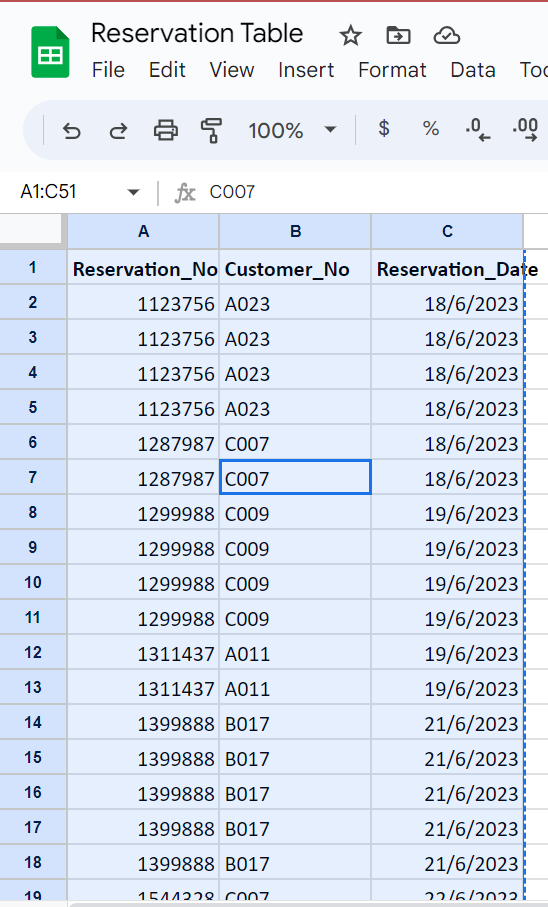 Reservation Table
File Edit View Insert Format Data Too
100% $ % .0 .00
A1:C51 fx C007
A B C
1 Reservation_No Customer_No Reservation_Date
2 1123756 A023 18/6/2023
3 1123756 A023 18/6/2023
4 1123756 A023 18/6/2023
5 1123756 A023 18/6/2023
6 1287987 C007 18/6/2023
7 1287987 C007 18/6/2023
8 1299988 C009 19/6/2023
9 1299988 C009 19/6/2023
10 1299988 C009 19/6/2023
11 1299988 C009 19/6/2023
12 1311437 A011 19/6/2023
13 1311437 A011 19/6/2023
14 1399888 B017 21/6/2023
15 1399888 B017 21/6/2023
16 1399888 B017 21/6/2023
17 1399888 B017 21/6/2023
18 1399888 B017 21/6/2023
19 1544328 C007 22/6/2023